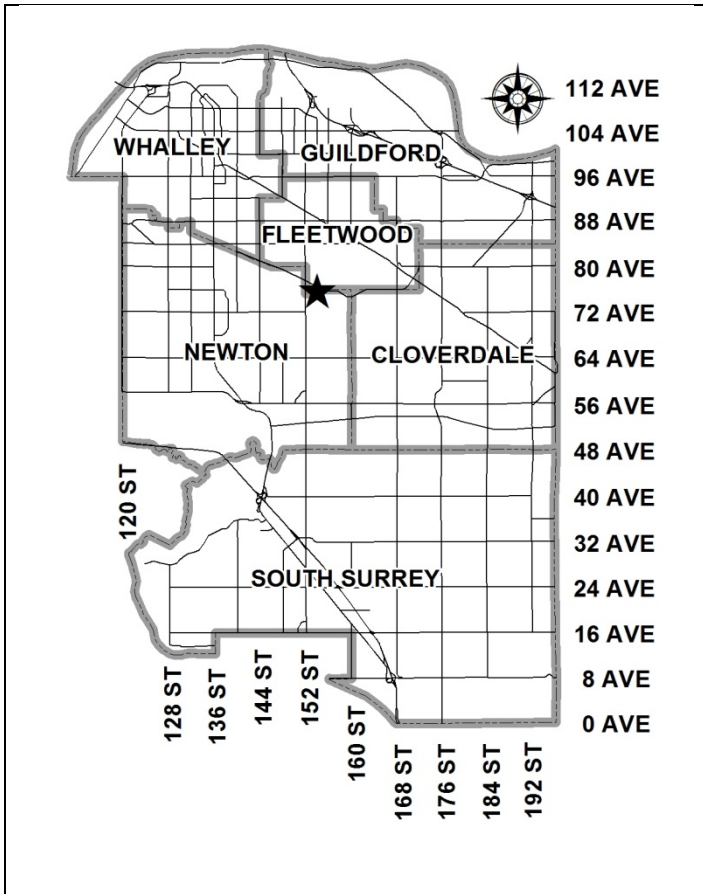 112 AVE
104 AVE
WHALLEY
GUILDFORD
96 AVE
88 AVE
FLEETWOOD
80 AVE
72 AVE
NEWTON
CLOVERDALE
64 AVE
56 AVE
48 AVE
120 ST
40 AVE
32 AVE
SOUTH SURREY
24 AVE
16 AVE
8 AVE
0 AVE
128 ST
136 ST
144 ST
152 ST
160 ST
168 ST
176 ST
184 ST
192 ST